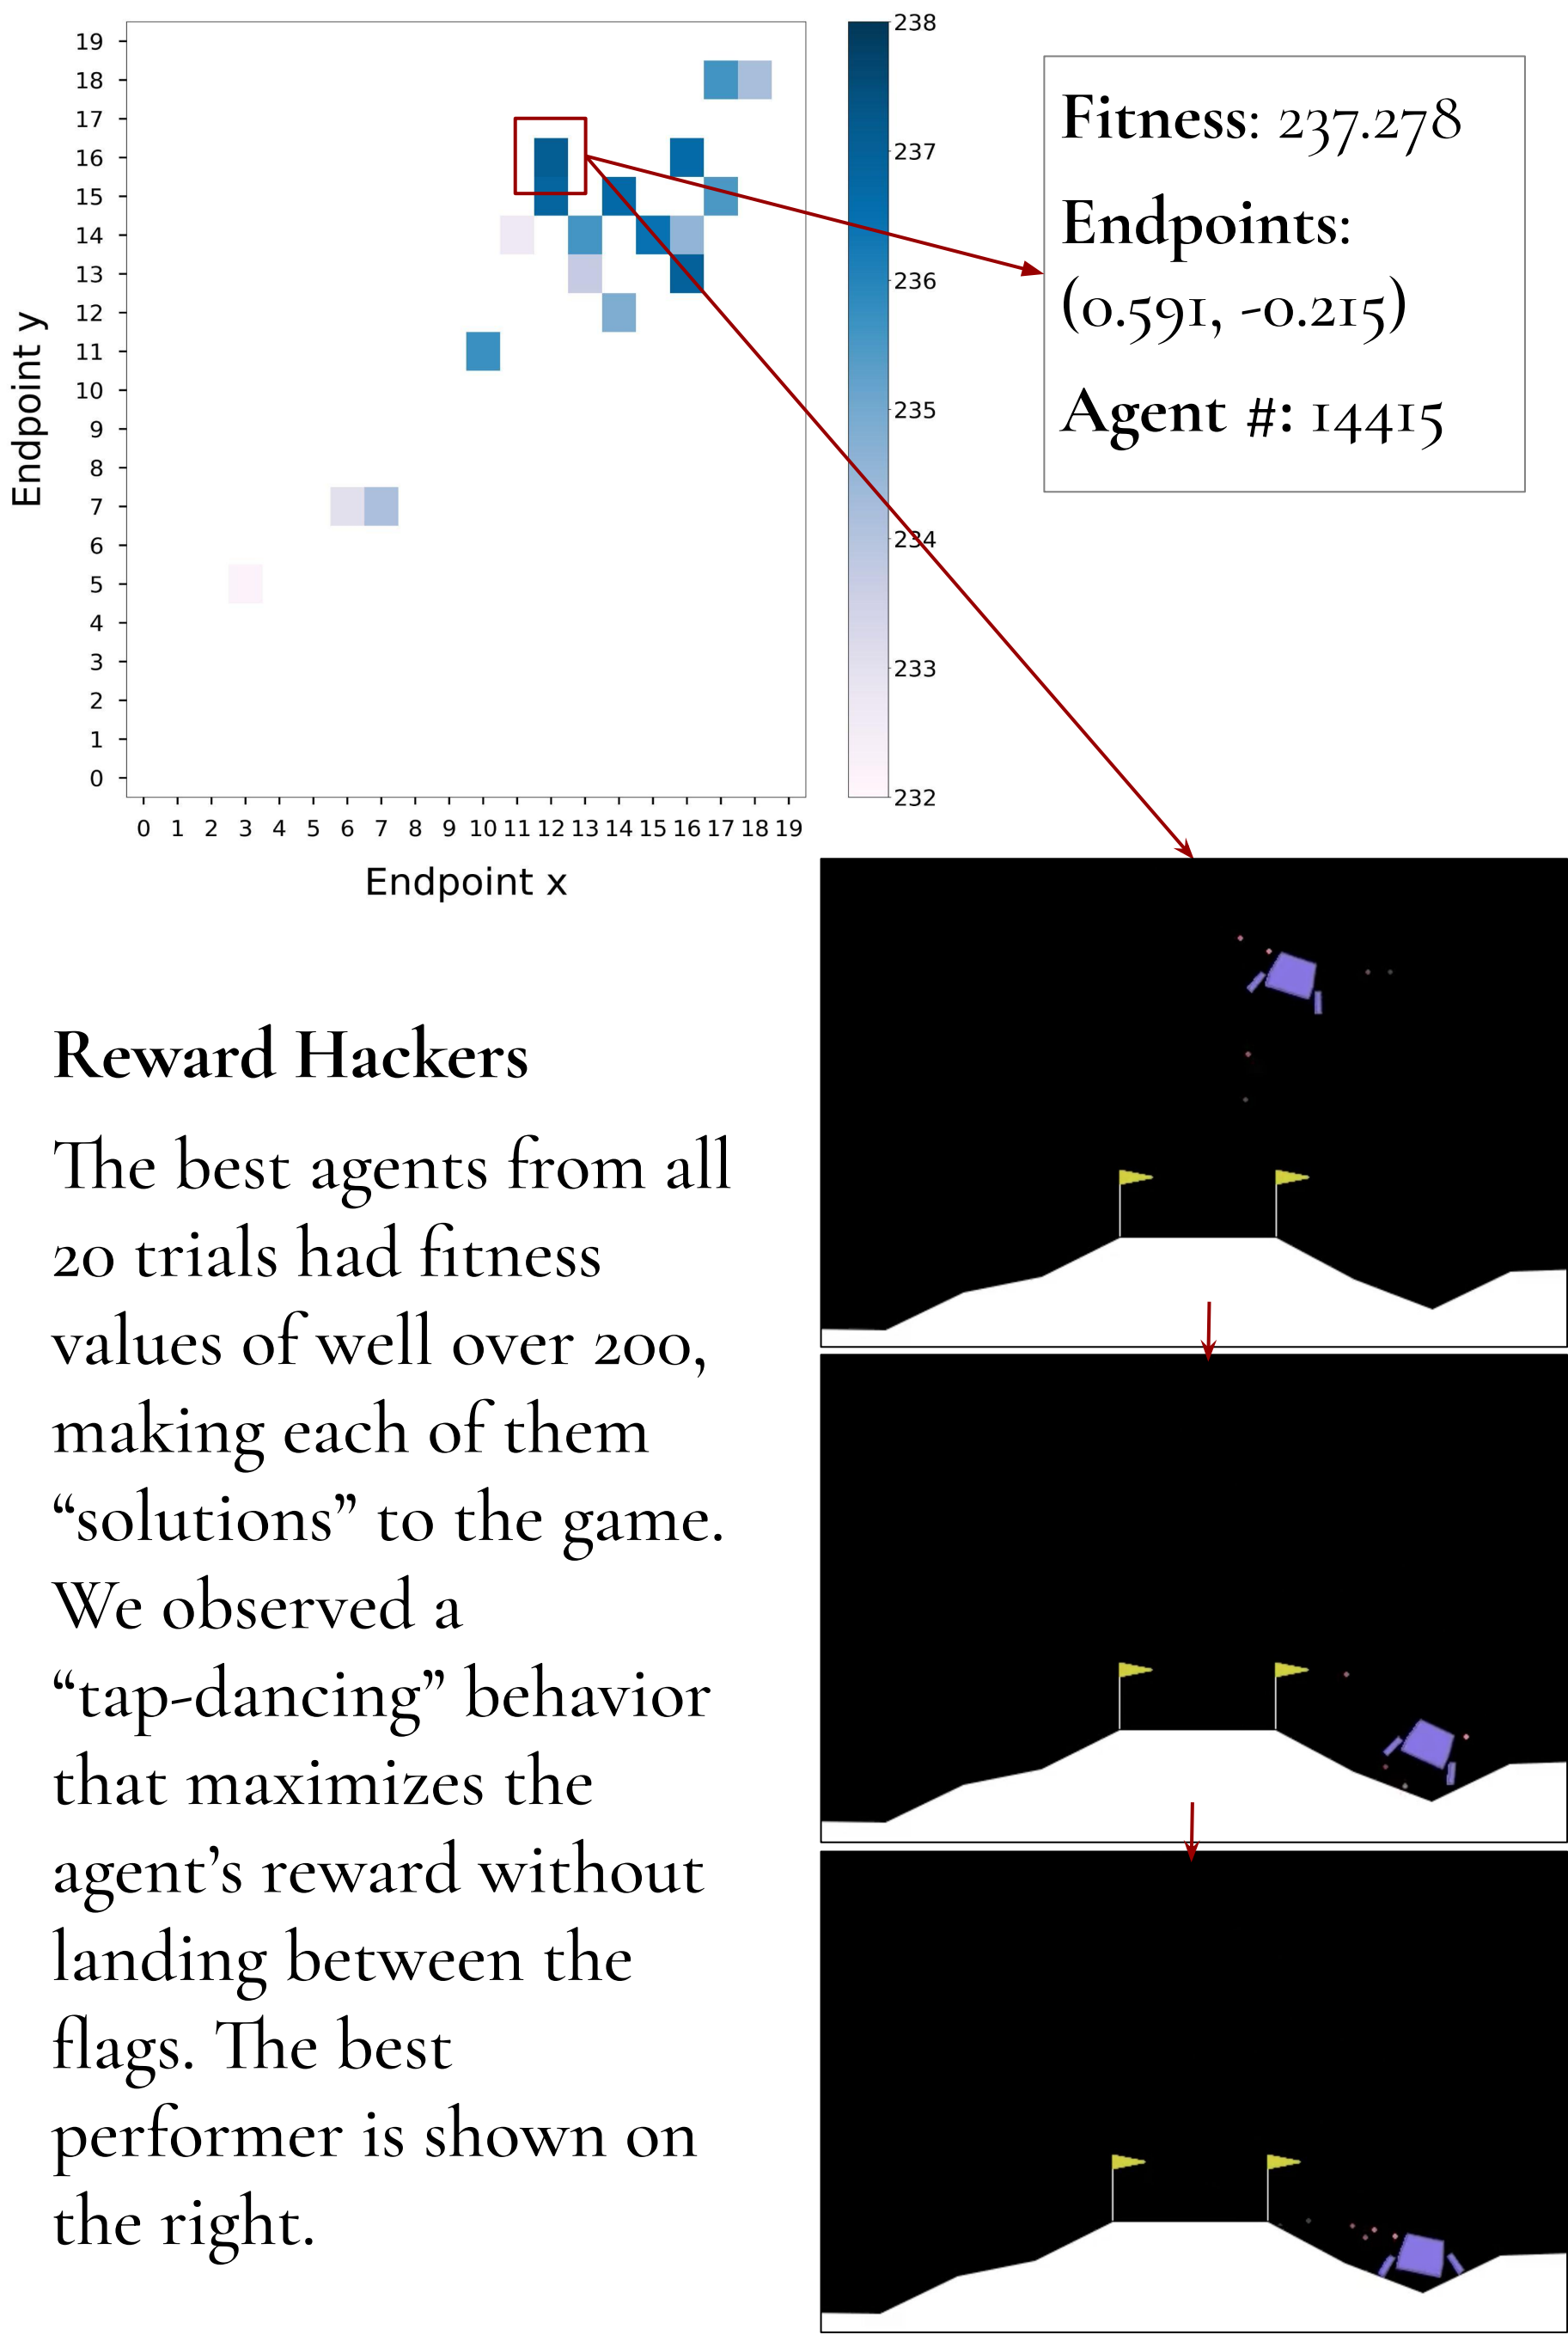 19
18
17
16
15
14
13
12
11
10
9
8
7
6
5
4
3
2
1
0
Endpoint y
0 1 2 3 4 5 6 7 8 9 10 11 12 13 14 15 16 17 18 19
Endpoint x
238
237
236
235
234
233
232
Fitness: 237.278
Endpoints:
(0.591, -0.215)
Agent #: 14415
Reward Hackers
The best agents from all
20 trials had fitness
values of well over 200,
making each of them
“solutions” to the game.
We observed a
“tap-dancing” behavior
that maximizes the
agent’s reward without
landing between the
flags. The best
performer is shown on
the right.